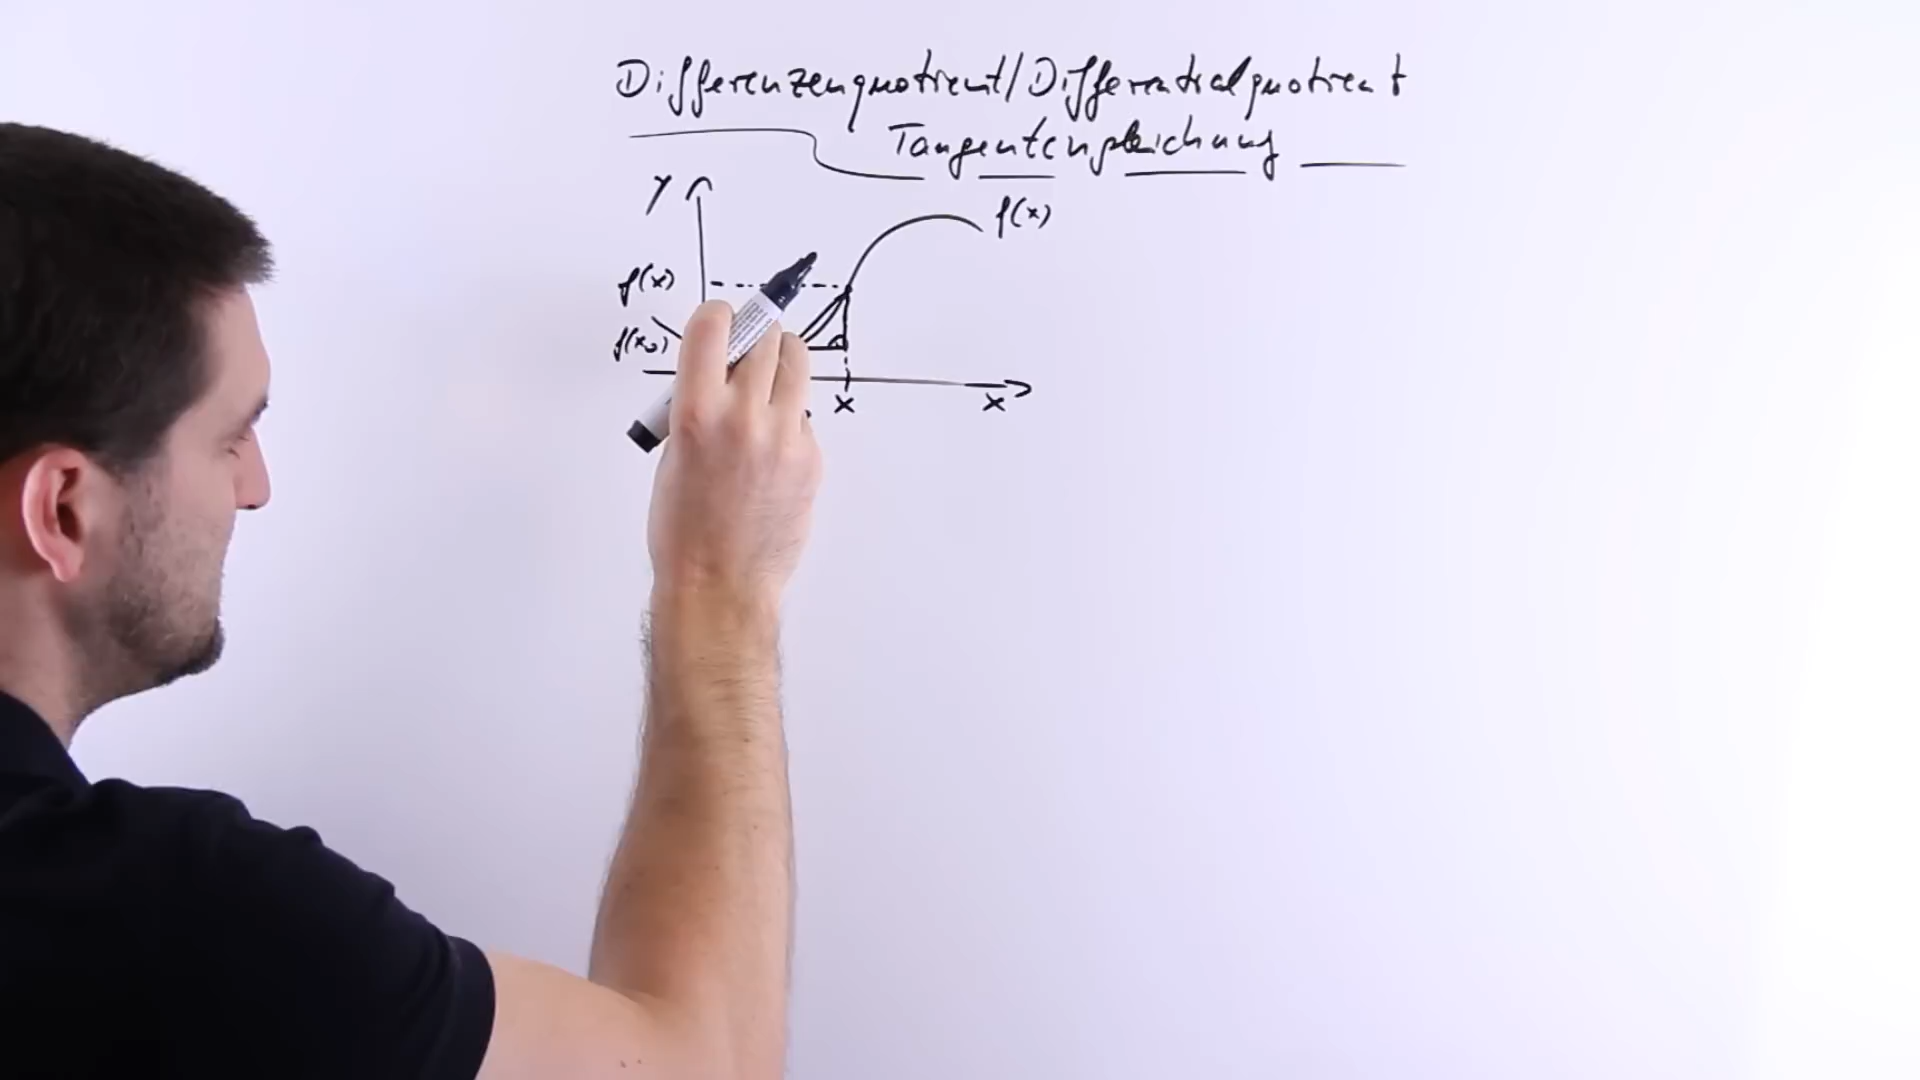 Differenzenquotient/Differentialquotient
Tangentengleichung
y
f(x)
f(x)
f(x₀)
x
x